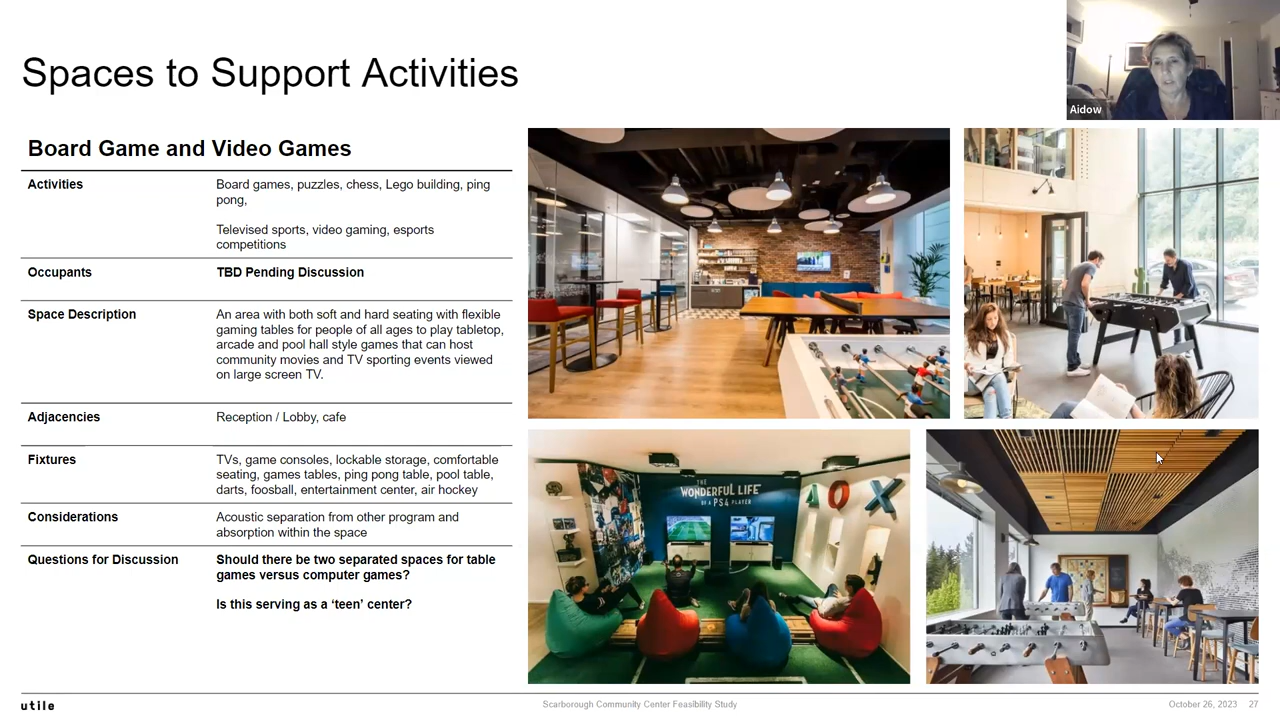 Spaces to Support Activities
Aidow
Board Game and Video Games
Activities
Board games, puzzles, chess, Lego building, ping
pong,
Televised sports, video gaming, esports
competitions
Occupants
TBD Pending Discussion
Space Description
An area with both soft and hard seating with flexible
gaming tables for people of all ages to play tabletop,
arcade and pool hall style games that can host
community movies and TV sporting events viewed
on large screen TV.
Adjacencies
Reception / Lobby, cafe
Fixtures
TVs, game consoles, lockable storage, comfortable
seating, games tables, ping pong table, pool table,
darts, foosball, entertainment center, air hockey
Considerations
Acoustic separation from other program and
absorption within the space
Questions for Discussion
Should there be two separated spaces for table
games versus computer games?
Is this serving as a ‘teen’ center?
THE
WONDERFUL LIFE
OF A PS4 PLAYER
OX
utile
Scarborough Community Center Feasibility Study
October 26, 2023 27